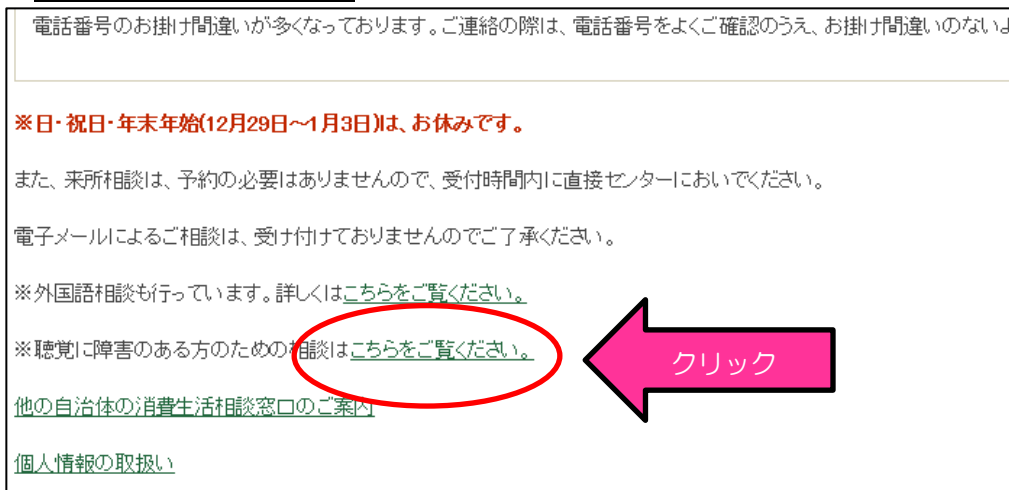 電話番号のお掛け間違いが多くなっております。ご連絡の際は、電話番号をよくご確認のうえ、お掛け間違いのないよ
※日・祝日・年末年始(12月29日～1月3日)は、お休みです。
また、来所相談は、予約の必要はありませんので、受付時間内に直接センターにおいでください。
電子メールによるご相談は、受け付けておりませんのでご了承ください。
※外国語相談も行っています。詳しくはこちらをご覧ください。
※聴覚に障害のある方のための相談はこちらをご覧ください。
クリック
他の自治体の消費生活相談窓口のご案内
個人情報の取扱い